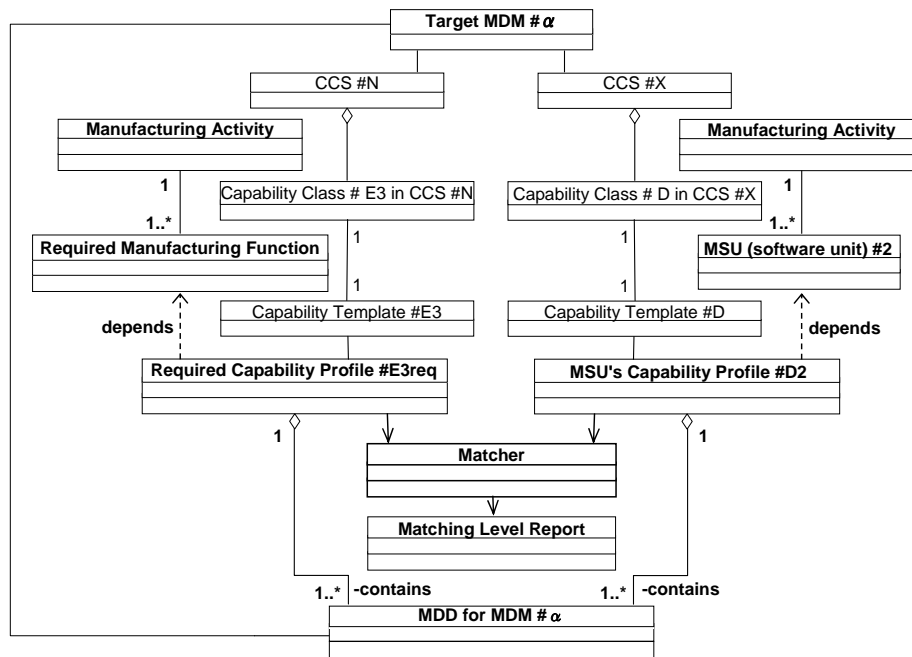 Target MDM # α
CCS #N
CCS #X
Manufacturing Activity
Manufacturing Activity
1
1
Capability Class # E3 in CCS #N
Capability Class # D in CCS #X
1..*
1
1
1..*
Required Manufacturing Function
MSU (software unit) #2
1
1
Capability Template #E3
Capability Template #D
depends
depends
Required Capability Profile #E3req
MSU's Capability Profile #D2
1
1
Matcher
Matching Level Report
1..*
-contains
1..*
-contains
MDD for MDM # α